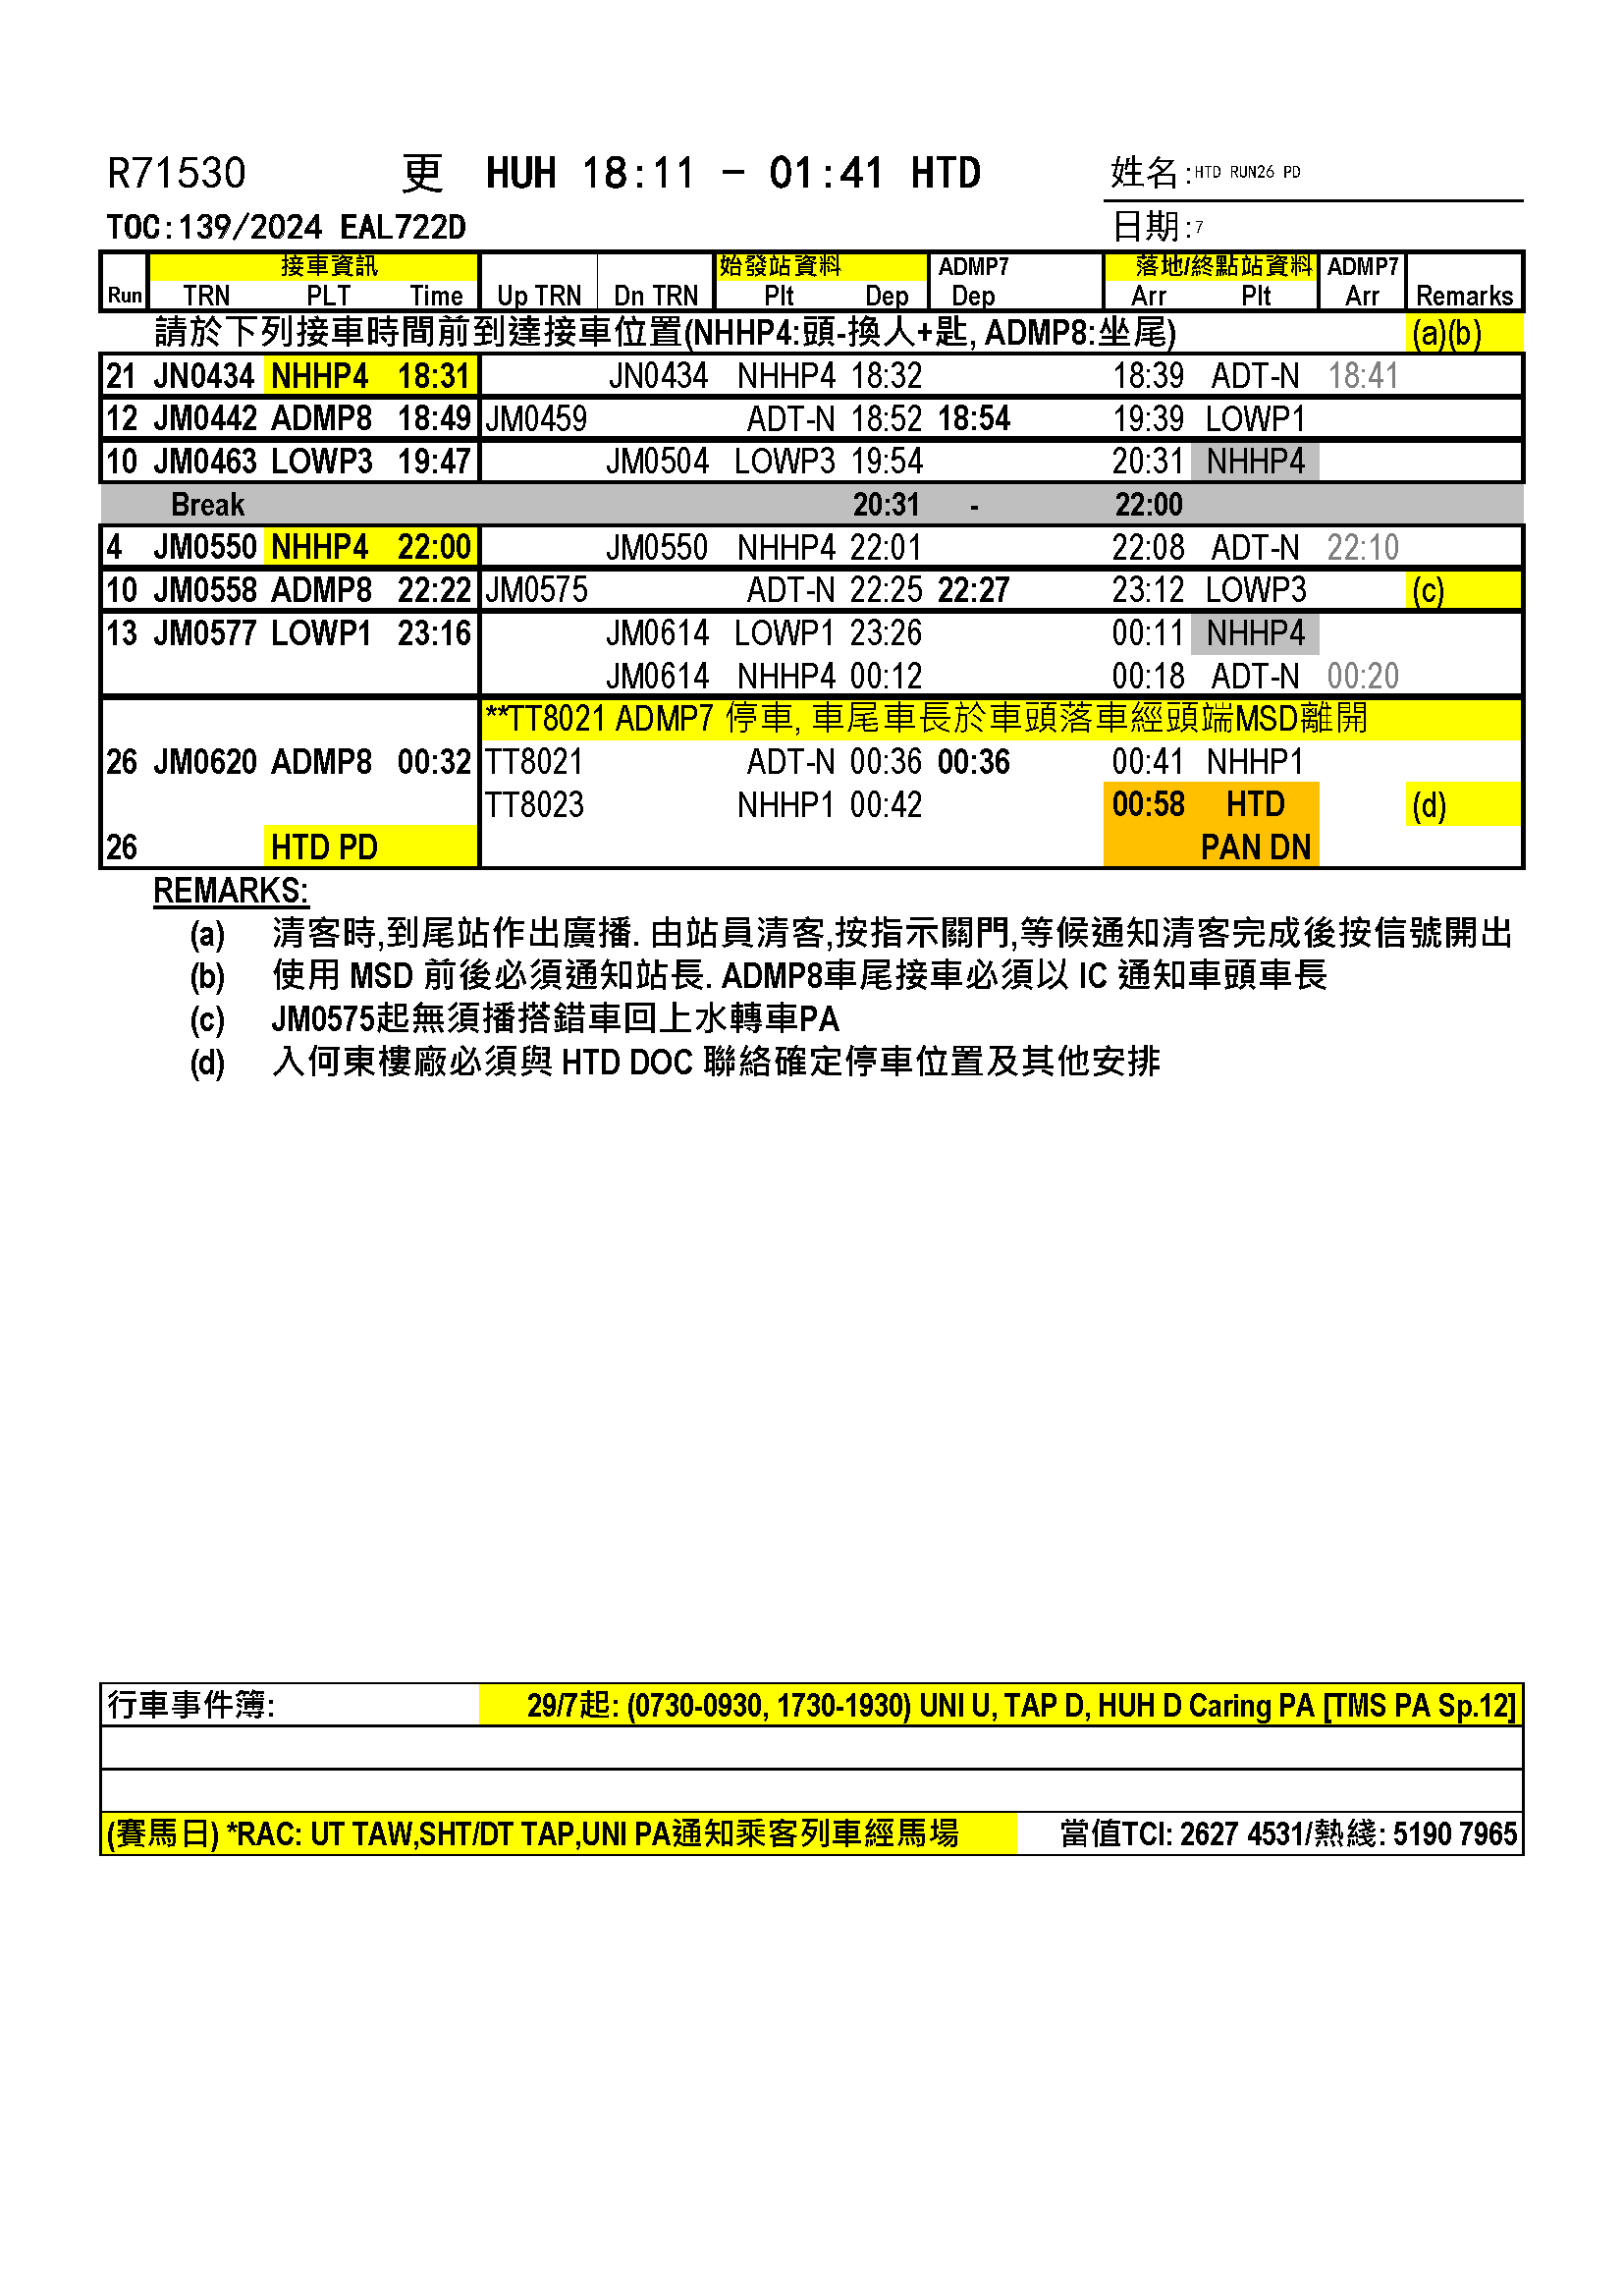 R71530 更 HUH 18:11 - 01:41 HTD 姓名:HTD RUN26 PD
TOC:139/2024 EAL722D 日期:7
接車資訊 始發站資料 ADMP7 落地/終點站資料 ADMP7
Run TRN PLT Time Up TRN Dn TRN Plt Dep Dep Arr Plt Arr Remarks
請於下列接車時間前到達接車位置(NHHP4:頭-換人+匙, ADMP8:坐尾) (a)(b)
21 JN0434 NHHP4 18:31 JN0434 NHHP4 18:32 18:39 ADT-N 18:41
12 JM0442 ADMP8 18:49 JM0459 ADT-N 18:52 18:54 19:39 LOWP1
10 JM0463 LOWP3 19:47 JM0504 LOWP3 19:54 20:31 NHHP4
Break 20:31 - 22:00
4 JM0550 NHHP4 22:00 JM0550 NHHP4 22:01 22:08 ADT-N 22:10
10 JM0558 ADMP8 22:22 JM0575 ADT-N 22:25 22:27 23:12 LOWP3 (c)
13 JM0577 LOWP1 23:16 JM0614 LOWP1 23:26 00:11 NHHP4
JM0614 NHHP4 00:12 00:18 ADT-N 00:20
**TT8021 ADMP7 停車, 車尾車長於車頭落車經頭端MSD離開
26 JM0620 ADMP8 00:32 TT8021 ADT-N 00:36 00:36 00:41 NHHP1
TT8023 NHHP1 00:42 00:58 HTD (d)
26 HTD PD PAN DN
REMARKS:
(a) 清客時,到尾站作出廣播. 由站員清客,按指示關門,等候通知清客完成後按信號開出
(b) 使用 MSD 前後必須通知站長. ADMP8車尾接車必須以 IC 通知車頭車長
(c) JM0575起無須播搭錯車回上水轉車PA
(d) 入何東樓廠必須與 HTD DOC 聯絡確定停車位置及其他安排
行車事件簿: 29/7起: (0730-0930, 1730-1930) UNI U, TAP D, HUH D Caring PA [TMS PA Sp.12]
(賽馬日) *RAC: UT TAW,SHT/DT TAP,UNI PA通知乘客列車經馬場 當值TCI: 2627 4531/熱綫: 5190 7965